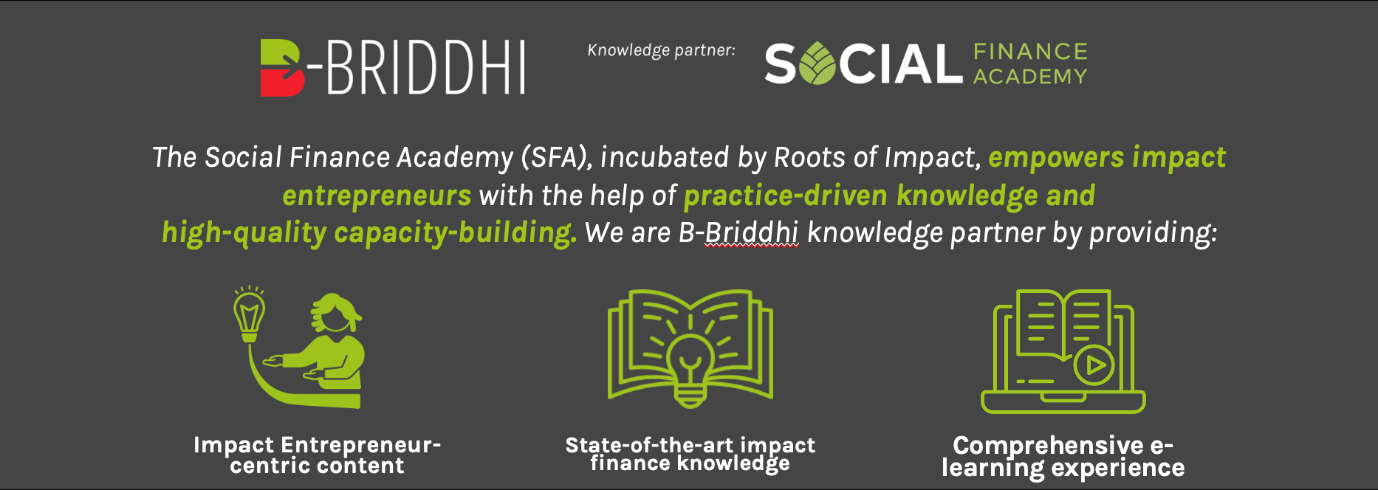 B-BRIDDHI
Knowledge partner:
SOCIAL FINANCE
ACADEMY
The Social Finance Academy (SFA), incubated by Roots of Impact, empowers impact
entrepreneurs with the help of practice-driven knowledge and
high-quality capacity-building. We are B-Briddhi knowledge partner by providing:
Impact Entrepreneur-
centric content
State-of-the-art impact
finance knowledge
Comprehensive e-
learning experience